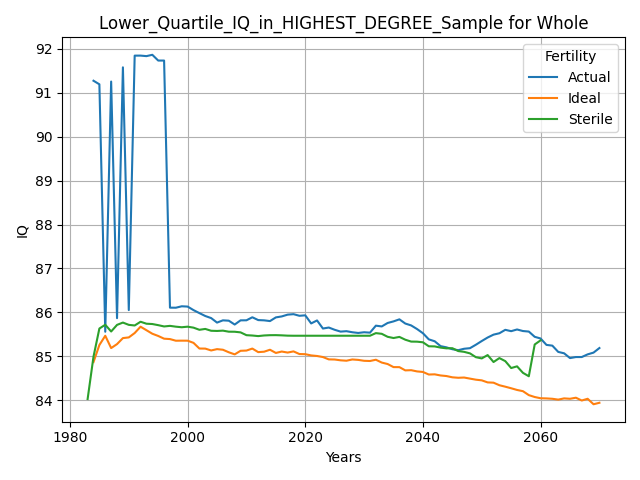 Lower_Quartile_IQ_in_HIGHEST_DEGREE_Sample for Whole
Fertility
Actual
Ideal
Sterile
IQ
92
91
90
89
88
87
86
85
84
1980
2000
2020
2040
2060
Years